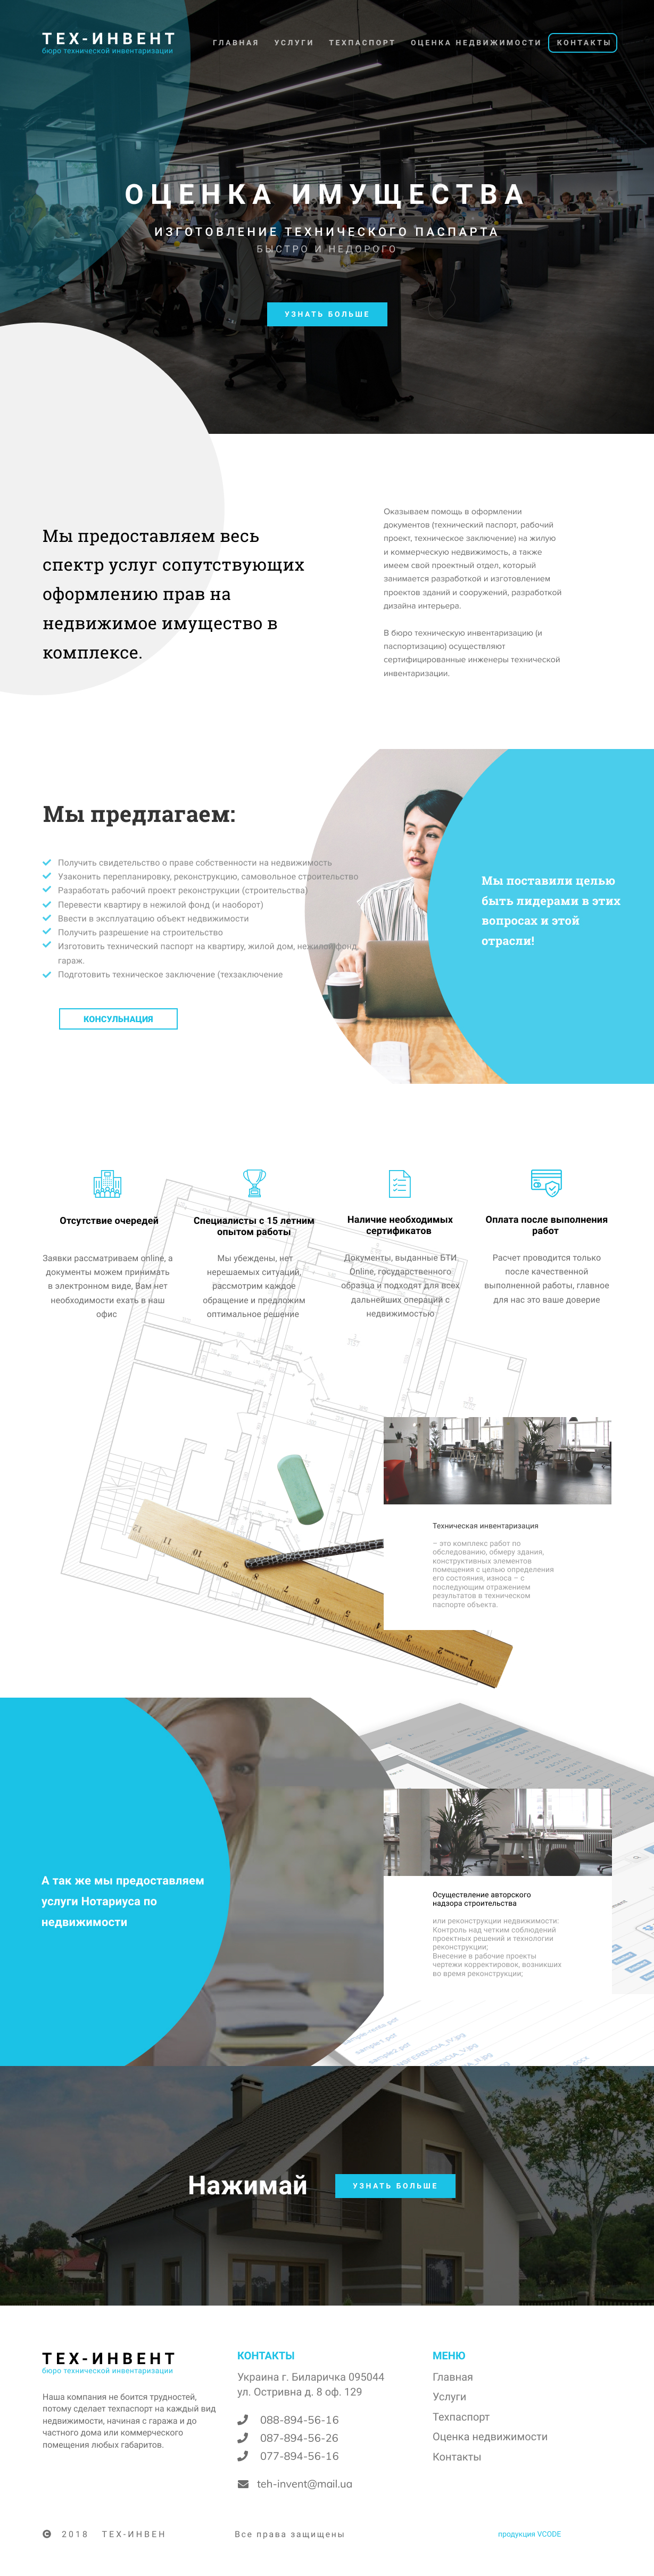 ТЕХ-ИНВЕНТ
бюро технической инвентаризации
ГЛАВНАЯ УСЛУГИ ТЕХПАСПОРТ ОЦЕНКА НЕДВИЖИМОСТИ КОНТАКТЫ
ОЦЕНКА ИМУЩЕСТВА
ИЗГОТОВЛЕНИЕ ТЕХНИЧЕСКОГО ПАСПОРТА
БЫСТРО И НЕДОРОГО
УЗНАТЬ БОЛЬШЕ
Мы предоставляем весь
спектр услуг сопутствующих
оформлению прав на
недвижимое имущество в
комплексе.
Оказываем помощь в оформлении
документов (технический паспорт, рабочий
проект, техническое заключение) на жилую
и коммерческую недвижимость, а также
имеем свой проектный отдел, который
занимается разработкой и изготовлением
проектов зданий и сооружений, разработкой
дизайна интерьера.
В бюро техническую инвентаризацию (и
паспортизацию) осуществляют
сертифицированные инженеры технической
инвентаризации.
Мы предлагаем:
Получить свидетельство о праве собственности на недвижимость
Узаконить перепланировку, реконструкцию, самовольное строительство
Разработать рабочий проект реконструкции (строительства)
Перевести квартиру в нежилой фонд (и наоборот)
Ввести в эксплуатацию объект недвижимости
Получить разрешение на строительство
Изготовить технический паспорт на квартиру, жилой дом, нежилой фонд,
гараж.
Подготовить техническое заключение (техзаключение
КОНСУЛЬНАЦИЯ
Мы поставили целью
быть лидерами в этих
вопросах и этой
отрасли!
Отсутствие очередей
Заявки рассматриваем online, а
документы можем принимать
в электронном виде, Вам нет
необходимости ехать в наш
офис
Специалисты с 15 летним
опытом работы
Мы убеждены, нет
нерешаемых ситуаций,
рассмотрим каждое
обращение и предложим
оптимальное решение
Наличие необходимых
сертификатов
Документы, выданные БТИ
Online, государственного
образца и подходят для всех
дальнейших операций с
недвижимостью
Оплата после выполнения
работ
Расчет проводится только
после качественной
выполненной работы, главное
для нас это ваше доверие
12 11 10 9 8 7 6 5 4 3 2 1
Техническая инвентаризация
– это комплекс работ по
обследованию, обмеру здания,
конструктивных элементов
помещения с целью определения
его состояния, износа – с
последующим отражением
результатов в техническом
паспорте объекта.
А так же мы предоставляем
услуги Нотариуса по
недвижимости
Осуществление авторского
надзора строительства
или реконструкции недвижимости:
Контроль над четким соблюдений
проектных решений и технологии
реконструкции;
Внесение в рабочие проекты
чертежи корректировок, возникших
во время реконструкции;
Нажимай
УЗНАТЬ БОЛЬШЕ
ТЕХ-ИНВЕНТ
бюро технической инвентаризации
Наша компания не боится трудностей,
потому сделает техпаспорт на каждый вид
недвижимости, начиная с гаража и до
частного дома или коммерческого
помещения любых габаритов.
КОНТАКТЫ
Украина г. Биларичка 095044
ул. Остривна д. 8 оф. 129
088-894-56-16
087-894-56-26
077-894-56-16
teh-invent@mail.ua
МЕНЮ
Главная
Услуги
Техпаспорт
Оценка недвижимости
Контакты
© 2018 ТЕХ-ИНВЕН
Все права защищены
продукция VCODE